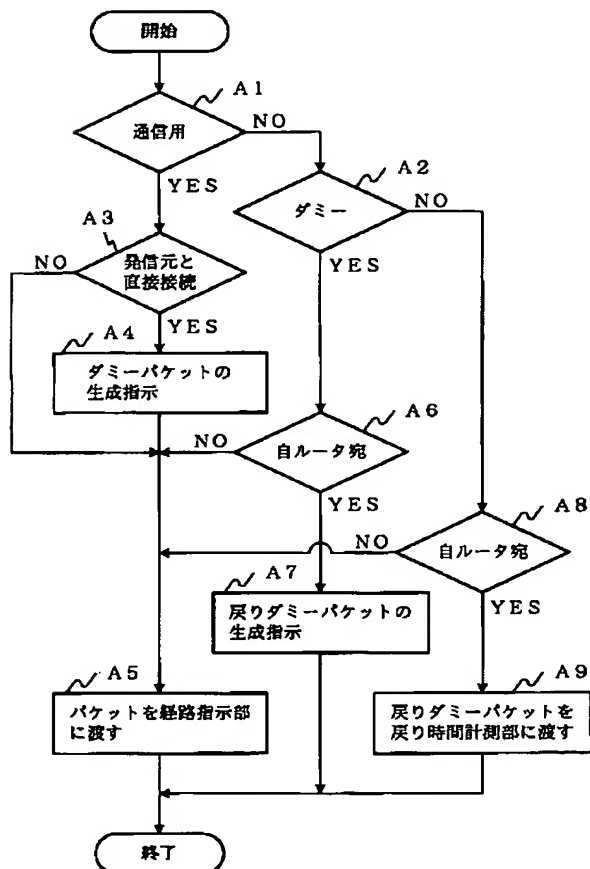 開始
A1
通信用
NO
YES
A2
ダミー
NO
YES
A3
発信元と
直接接続
NO
YES
A4
ダミーパケットの
生成指示
A6
自ルータ宛
NO
YES
A8
自ルータ宛
NO
YES
A7
戻りダミーパケットの
生成指示
A5
パケットを経路指示部
に渡す
A9
戻りダミーパケットを
戻り時間計測部に渡す
終了